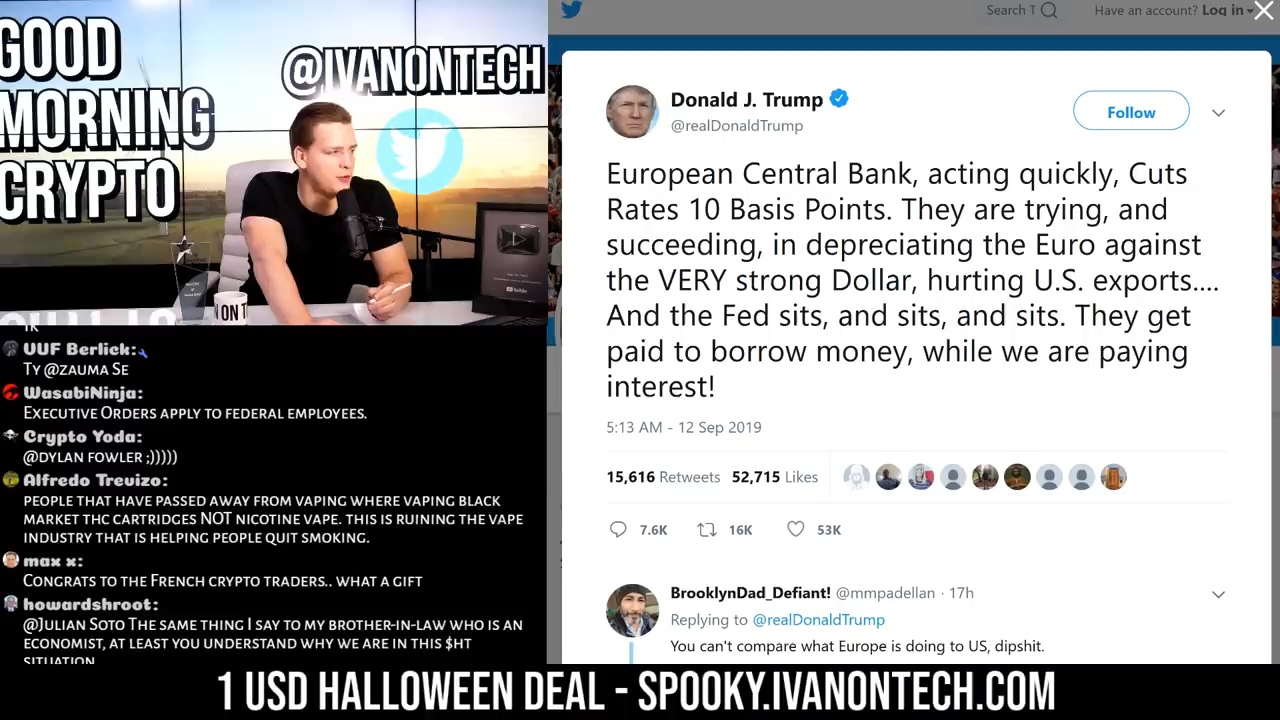 GOOD
MORNING
CRYPTO
@IVANONTECH
N ON T
UUF Berlick:
Ty @zauma Se
WasabiNinja:
Executive Orders apply to federal employees.
Crypto Yoda:
@Dylan Fowler ;)))))
Alfredo Trevizo:
People that have passed away from vaping where vaping black
market THC cartridges NOT nicotine vape. This is ruining the vape
industry that is helping people quit smoking.
max x:
Congrats to the French crypto traders.. what a gift
howardshroot:
@Julian Soto The same thing I say to my brother-in-law who is an
economist, at least you understand why we are in this $ht
situation
Search T
Have an account? Log in
Donald J. Trump
@realDonaldTrump
Follow
European Central Bank, acting quickly, Cuts
Rates 10 Basis Points. They are trying, and
succeeding, in depreciating the Euro against
the VERY strong Dollar, hurting U.S. exports....
And the Fed sits, and sits, and sits. They get
paid to borrow money, while we are paying
interest!
5:13 AM - 12 Sep 2019
15,616 Retweets 52,715 Likes
7.6K 16K 53K
BrooklynDad_Defiant! @mmpadellan · 17h
Replying to @realDonaldTrump
You can't compare what Europe is doing to US, dipshit.
1 USD HALLOWEEN DEAL - SPOOKY.IVANONTECH.COM